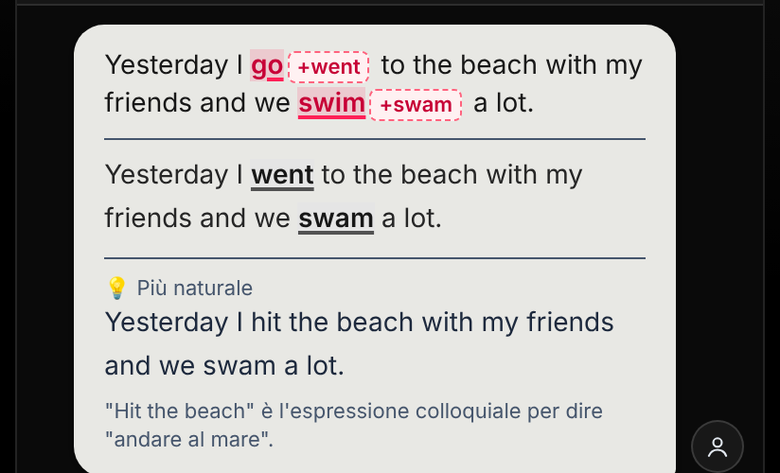 Yesterday I go +went to the beach with my
friends and we swim +swam a lot.
Yesterday I went to the beach with my
friends and we swam a lot.
💡 Più naturale
Yesterday I hit the beach with my friends
and we swam a lot.
"Hit the beach" è l'espressione colloquiale per dire
"andare al mare".